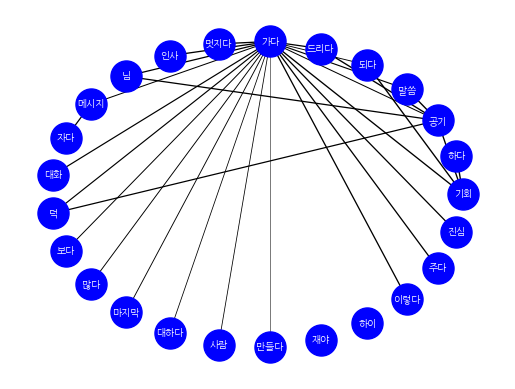 가다
멋지다
드리다
인사
되다
님
말씀
메시지
공기
자다
하다
대화
기회
먹
진심
보다
주다
많다
이렇다
마지막
하이
대하다
재야
사람
만들다